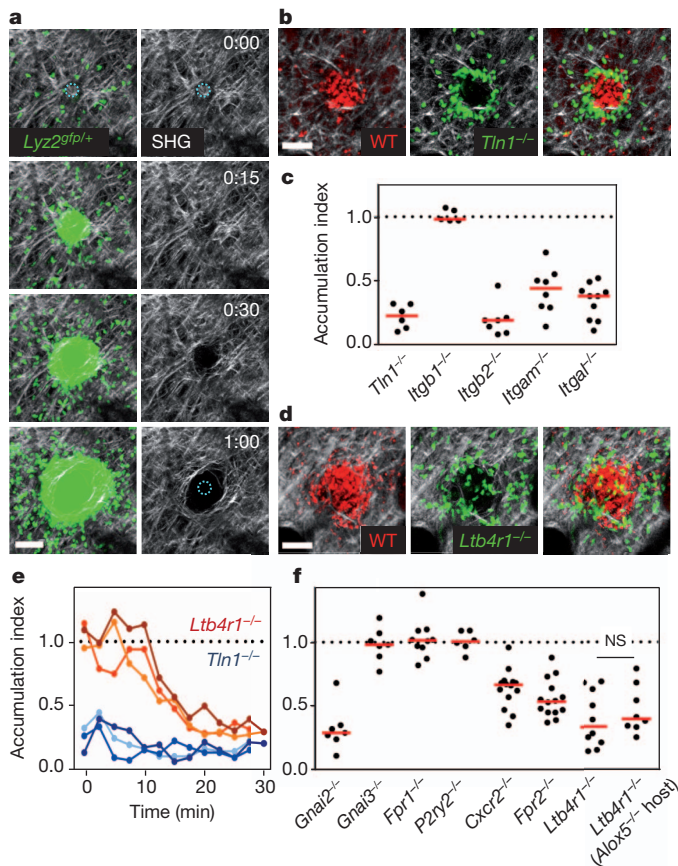 a
Lyz2gfp/+
SHG
0:00
0:15
0:30
1:00
b
WT
Tln1–/–
c
Accumulation index
1.0
0.5
0.0
Tln1–/–
Itgb1–/–
Itgb2–/–
Itgam–/–
Itgal–/–
d
WT
Ltb4r1–/–
e
Accumulation index
1.0
0.5
0.0
Ltb4r1–/–
Tln1–/–
0
10
20
30
Time (min)
f
1.0
0.5
0.0
NS
Gnai2–/–
Gnai3–/–
Fpr1–/–
P2ry2–/–
Cxcr2–/–
Fpr2–/–
Ltb4r1–/–
Ltb4r1–/–
(Alox5–/– host)